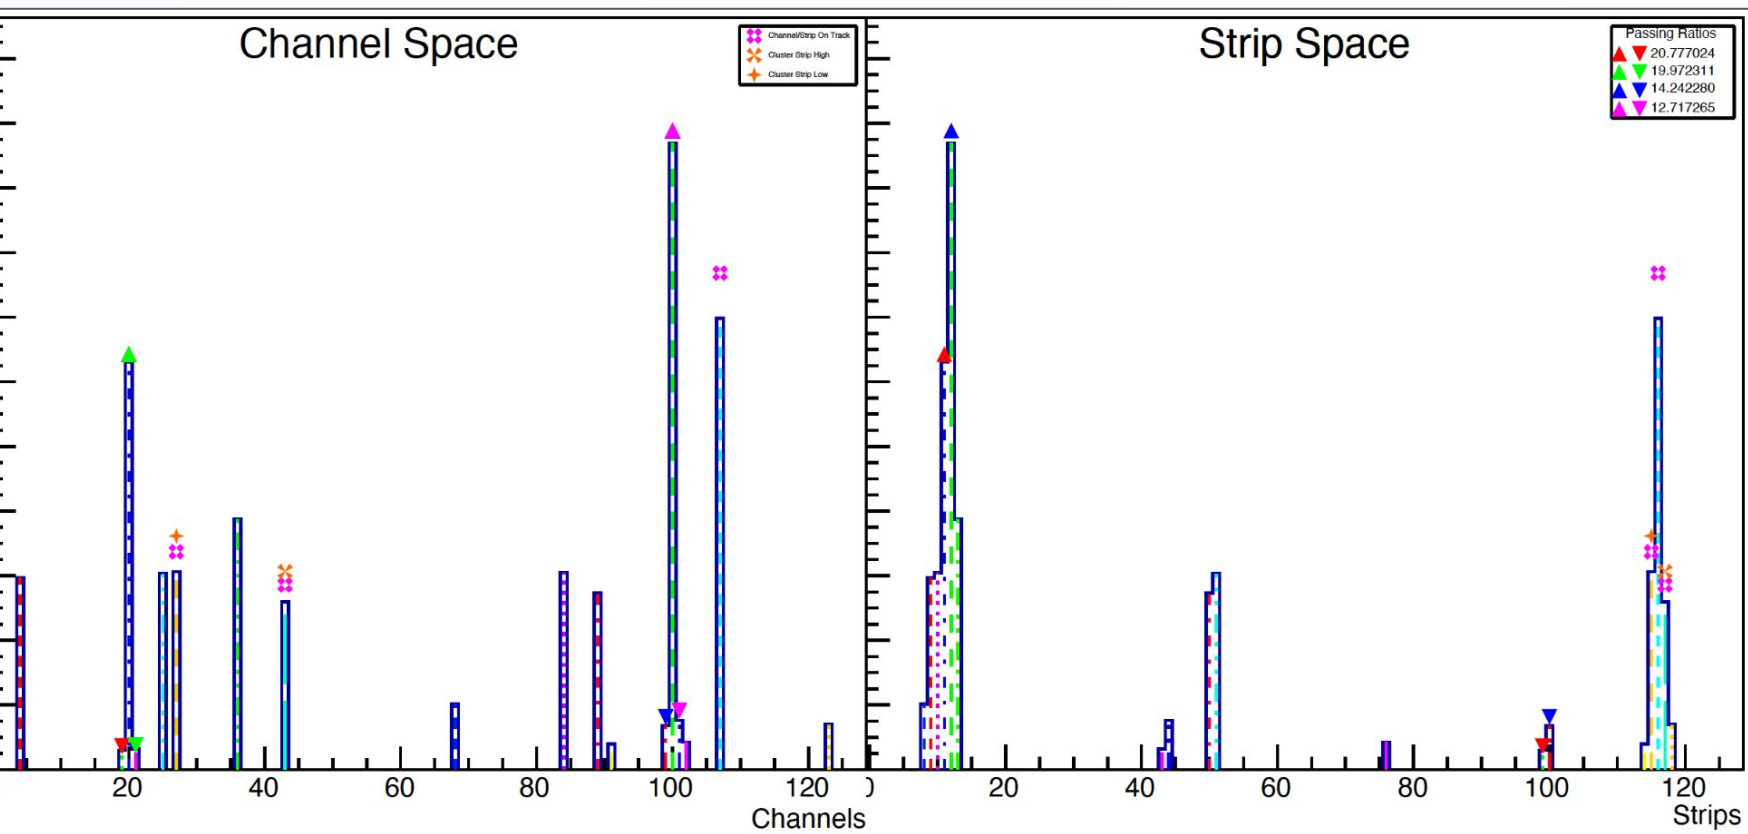 Channel Space
Channel/Strip On Track
Cluster Strip High
Cluster Strip Low
20
40
60
80
100
120
Channels
Strip Space
Passing Ratios
20.777024
19.972311
14.242280
12.717265
20
40
60
80
100
120
Strips